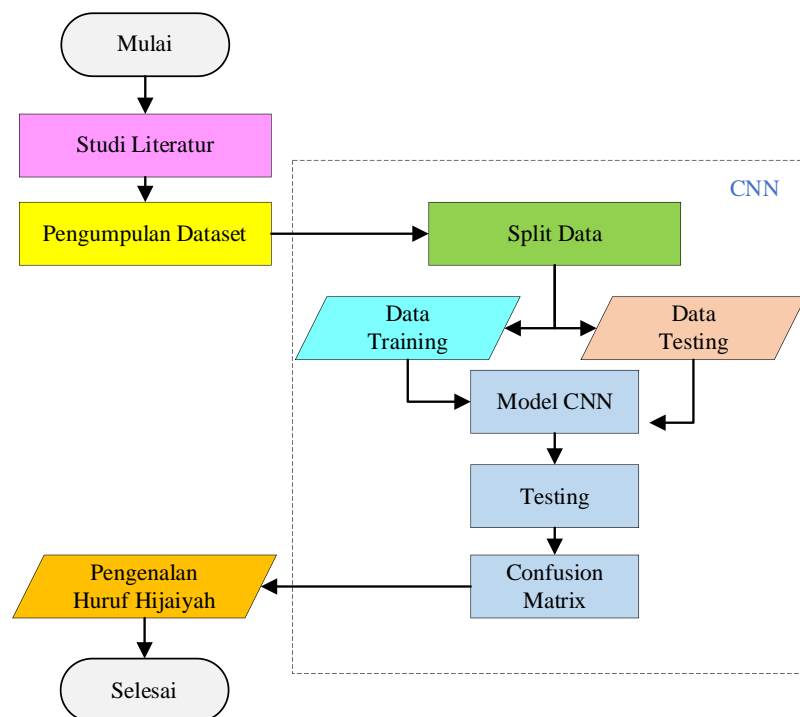 Mulai
Studi Literatur
Pengumpulan Dataset
CNN
Split Data
Data
Training
Data
Testing
Model CNN
Testing
Confusion
Matrix
Pengenalan
Huruf Hijaiyah
Selesai